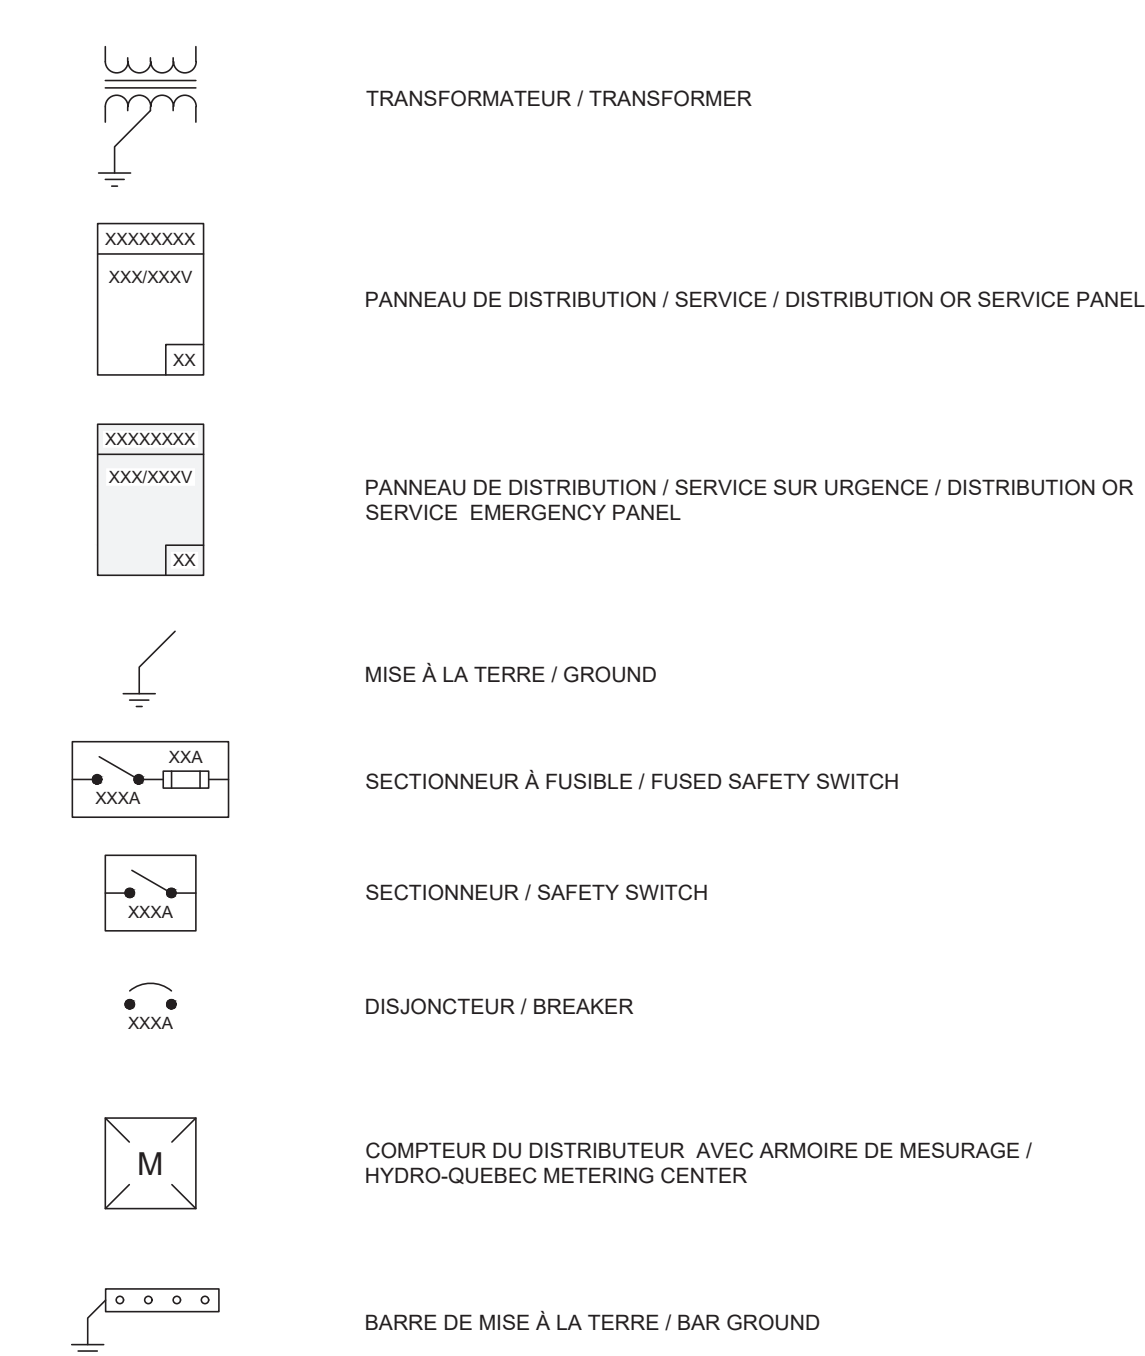 TRANSFORMATEUR / TRANSFORMER
XXXXXXXX
XXX/XXXV
PANNEAU DE DISTRIBUTION / SERVICE / DISTRIBUTION OR SERVICE PANEL
XX
XXXXXXXX
XXX/XXXV
PANNEAU DE DISTRIBUTION / SERVICE SUR URGENCE / DISTRIBUTION OR
SERVICE EMERGENCY PANEL
XX
MISE À LA TERRE / GROUND
XXA
XXXA
SECTIONNEUR À FUSIBLE / FUSED SAFETY SWITCH
XXXA
SECTIONNEUR / SAFETY SWITCH
XXXA
DISJONCTEUR / BREAKER
M
COMPTEUR DU DISTRIBUTEUR AVEC ARMOIRE DE MESURAGE /
HYDRO-QUEBEC METERING CENTER
BARRE DE MISE À LA TERRE / BAR GROUND